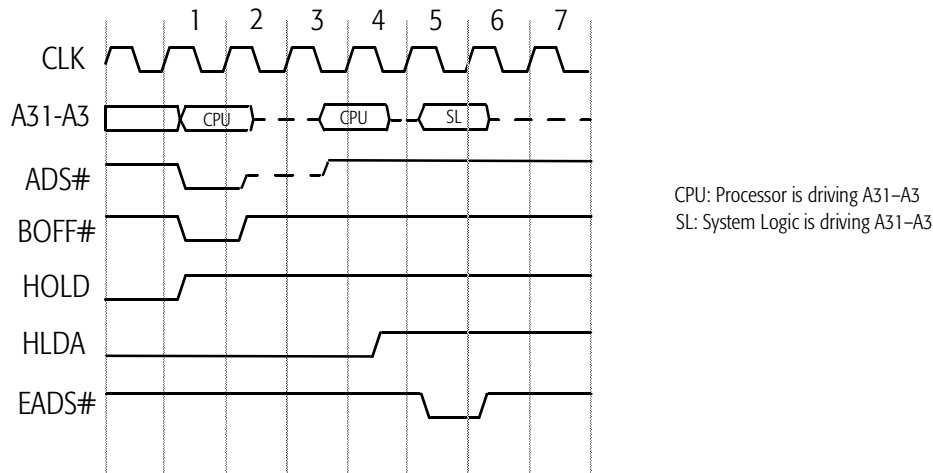 1 2 3 4 5 6 7
CLK
A31-A3 CPU CPU SL
ADS#
BOFF#
HOLD
HLDA
EADS#
CPU: Processor is driving A31–A3
SL: System Logic is driving A31–A3